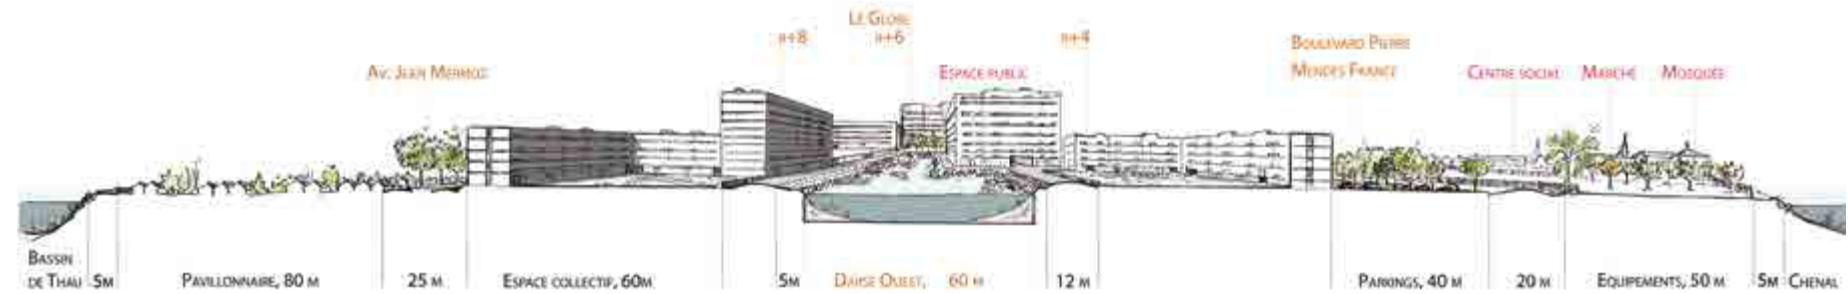 LE GLOBE
n+8
n+6
n+4
BOULEVARD PIERRE
MENDES FRANCE
AV. JEAN MERMOZ
ESPACE PUBLIC
CENTRE SOCIAL
MARCHÉ
MOSQUÉE
BASSIN
DE THAU
5M
PAVILLONNAIRE, 80 M
25 M
ESPACE COLLECTIF, 60M
5M
DARSE OUEST, 60 M
12 M
PARKINGS, 40 M
20 M
EQUIPEMENTS, 50 M
5M
CHENAL